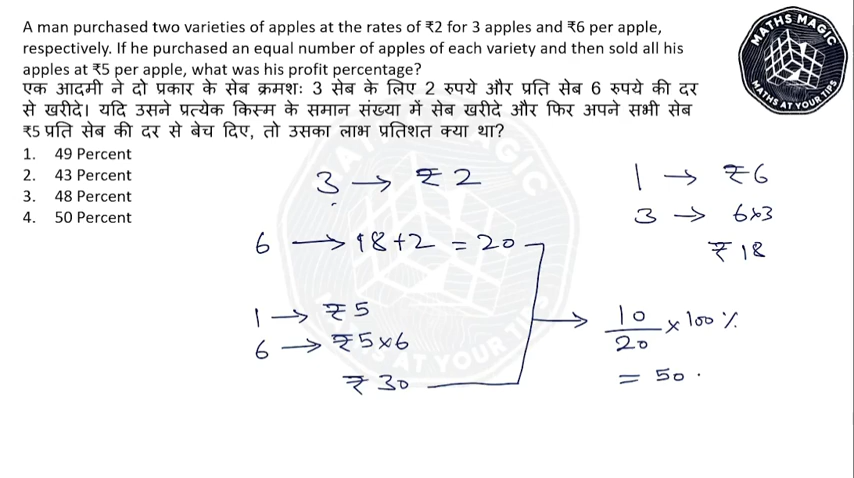 A man purchased two varieties of apples at the rates of ₹2 for 3 apples and ₹6 per apple,
respectively. If he purchased an equal number of apples of each variety and then sold all his
apples at ₹5 per apple, what was his profit percentage?
एक आदमी ने दो प्रकार के सेब क्रमशः 3 सेब के लिए 2 रुपये और प्रति सेब 6 रुपये की दर
से खरीदे। यदि उसने प्रत्येक किस्म के समान संख्या में सेब खरीदे और फिर अपने सभी सेब
₹5 प्रति सेब की दर से बेच दिए, तो उसका लाभ प्रतिशत क्या था?
1. 49 Percent
2. 43 Percent
3. 48 Percent
4. 50 Percent
3 → ₹2
1 → ₹6
3 → 6x3
₹18
6 → 18+2 = 20
1 → ₹5
6 → ₹5x6
₹30
10/20 x 100%
= 50.
MATHS MAGIC
MATHS AT YOUR TIPS